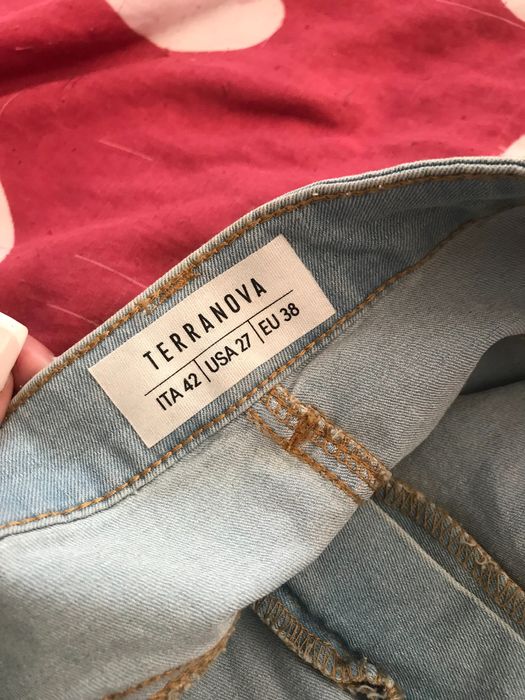 TERRANOVA
ITA 42 | USA 27 | EU 38